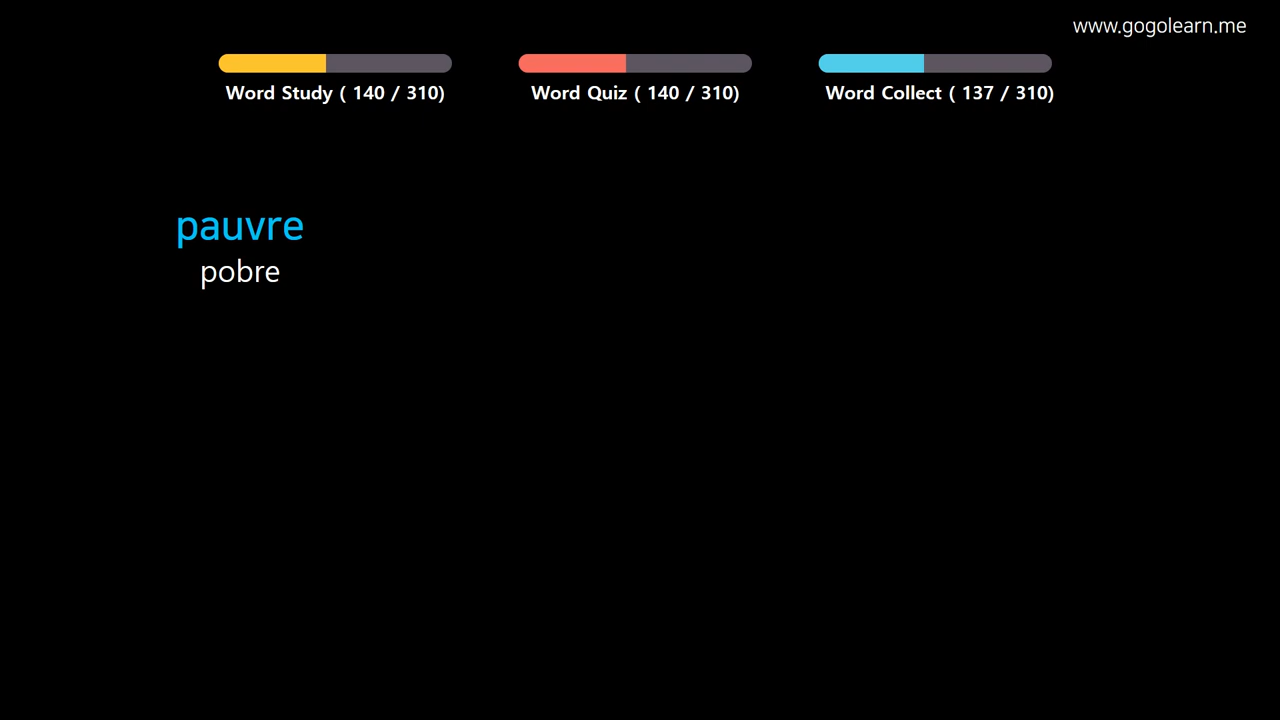 www.gogolearn.me
Word Study ( 140 / 310)
Word Quiz ( 140 / 310)
Word Collect ( 137 / 310)
pauvre
pobre